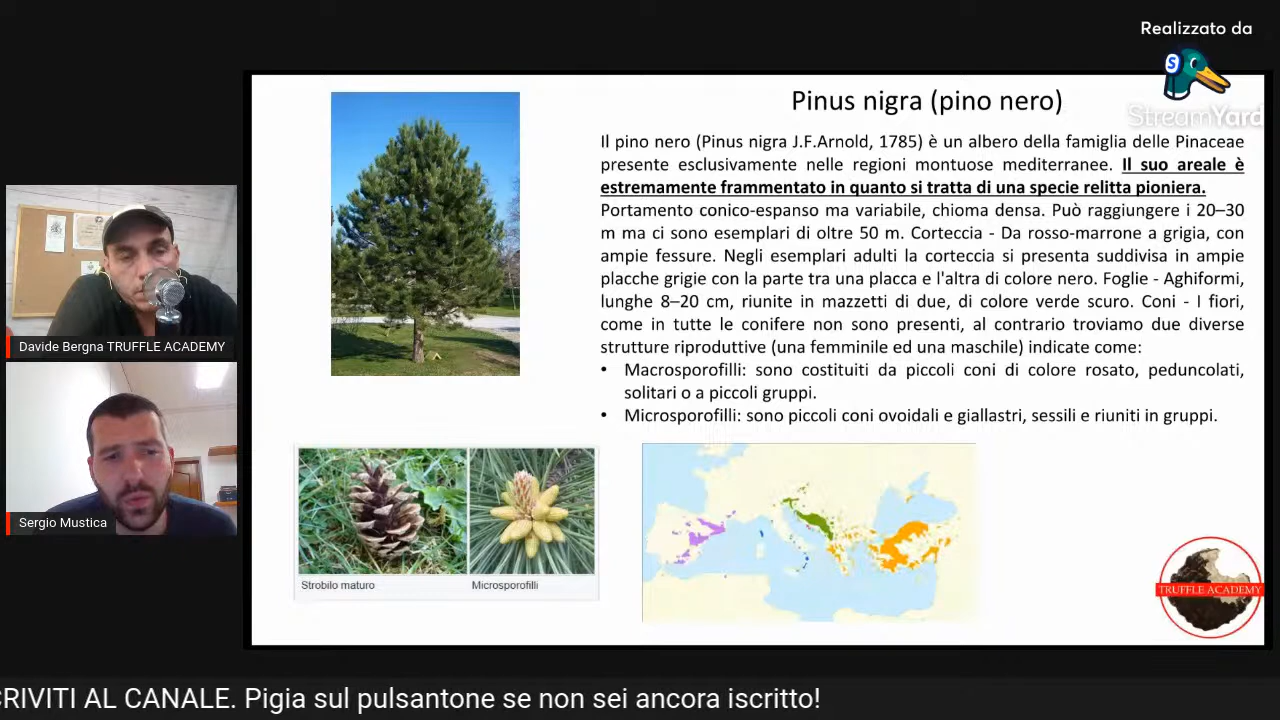 Realizzato da
StreamYard
Pinus nigra (pino nero)
Il pino nero (Pinus nigra J.F.Arnold, 1785) è un albero della famiglia delle Pinaceae
presente esclusivamente nelle regioni montuose mediterranee. Il suo areale è
estremamente frammentato in quanto si tratta di una specie relitta pioniera.
Portamento conico-espanso ma variabile, chioma densa. Può raggiungere i 20–30
m ma ci sono esemplari di oltre 50 m. Corteccia - Da rosso-marrone a grigia, con
ampie fessure. Negli esemplari adulti la corteccia si presenta suddivisa in ampie
placche grigie con la parte tra una placca e l'altra di colore nero. Foglie - Aghiformi,
lunghe 8–20 cm, riunite in mazzetti di due, di colore verde scuro. Coni - I fiori,
come in tutte le conifere non sono presenti, al contrario troviamo due diverse
strutture riproduttive (una femminile ed una maschile) indicate come:
• Macrosporofilli: sono costituiti da piccoli coni di colore rosato, peduncolati,
solitari o a piccoli gruppi.
• Microsporofilli: sono piccoli coni ovoidali e giallastri, sessili e riuniti in gruppi.
Davide Bergna TRUFFLE ACADEMY
Sergio Mustica
Strobilo maturo
Microsporofilli
TRUFFLE ACADEMY
CRIVITI AL CANALE. Pigia sul pulsantone se non sei ancora iscritto!